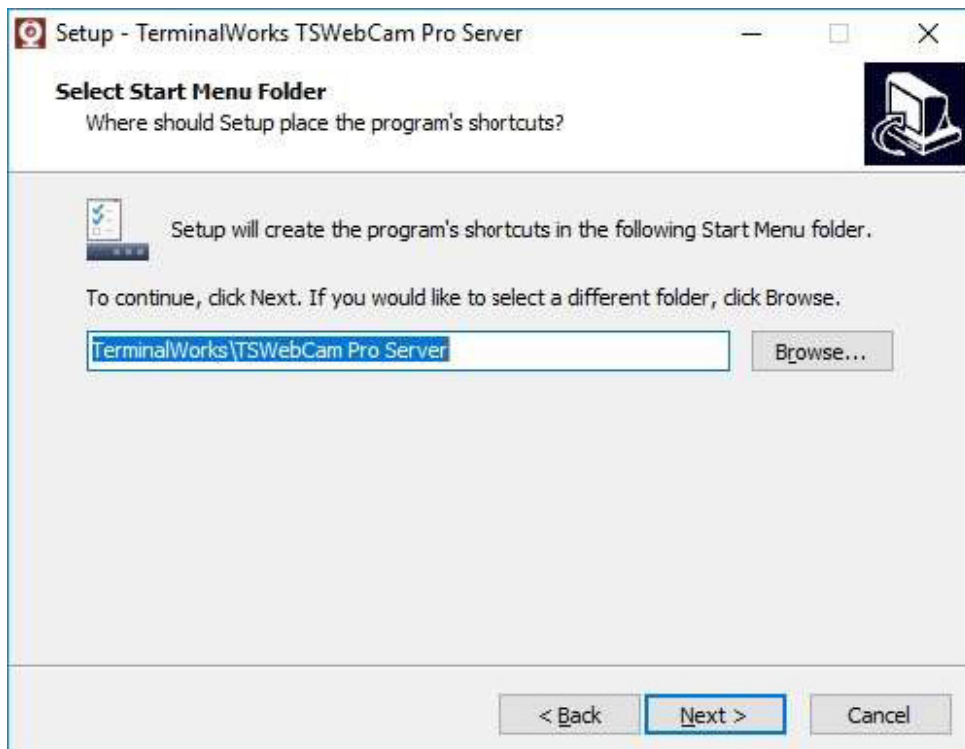 Setup - TerminalWorks TSWebCam Pro Server
Select Start Menu Folder
Where should Setup place the program's shortcuts?
Setup will create the program's shortcuts in the following Start Menu folder.
To continue, click Next. If you would like to select a different folder, click Browse.
TerminalWorks\TSWebCam Pro Server
Browse...
< Back
Next >
Cancel